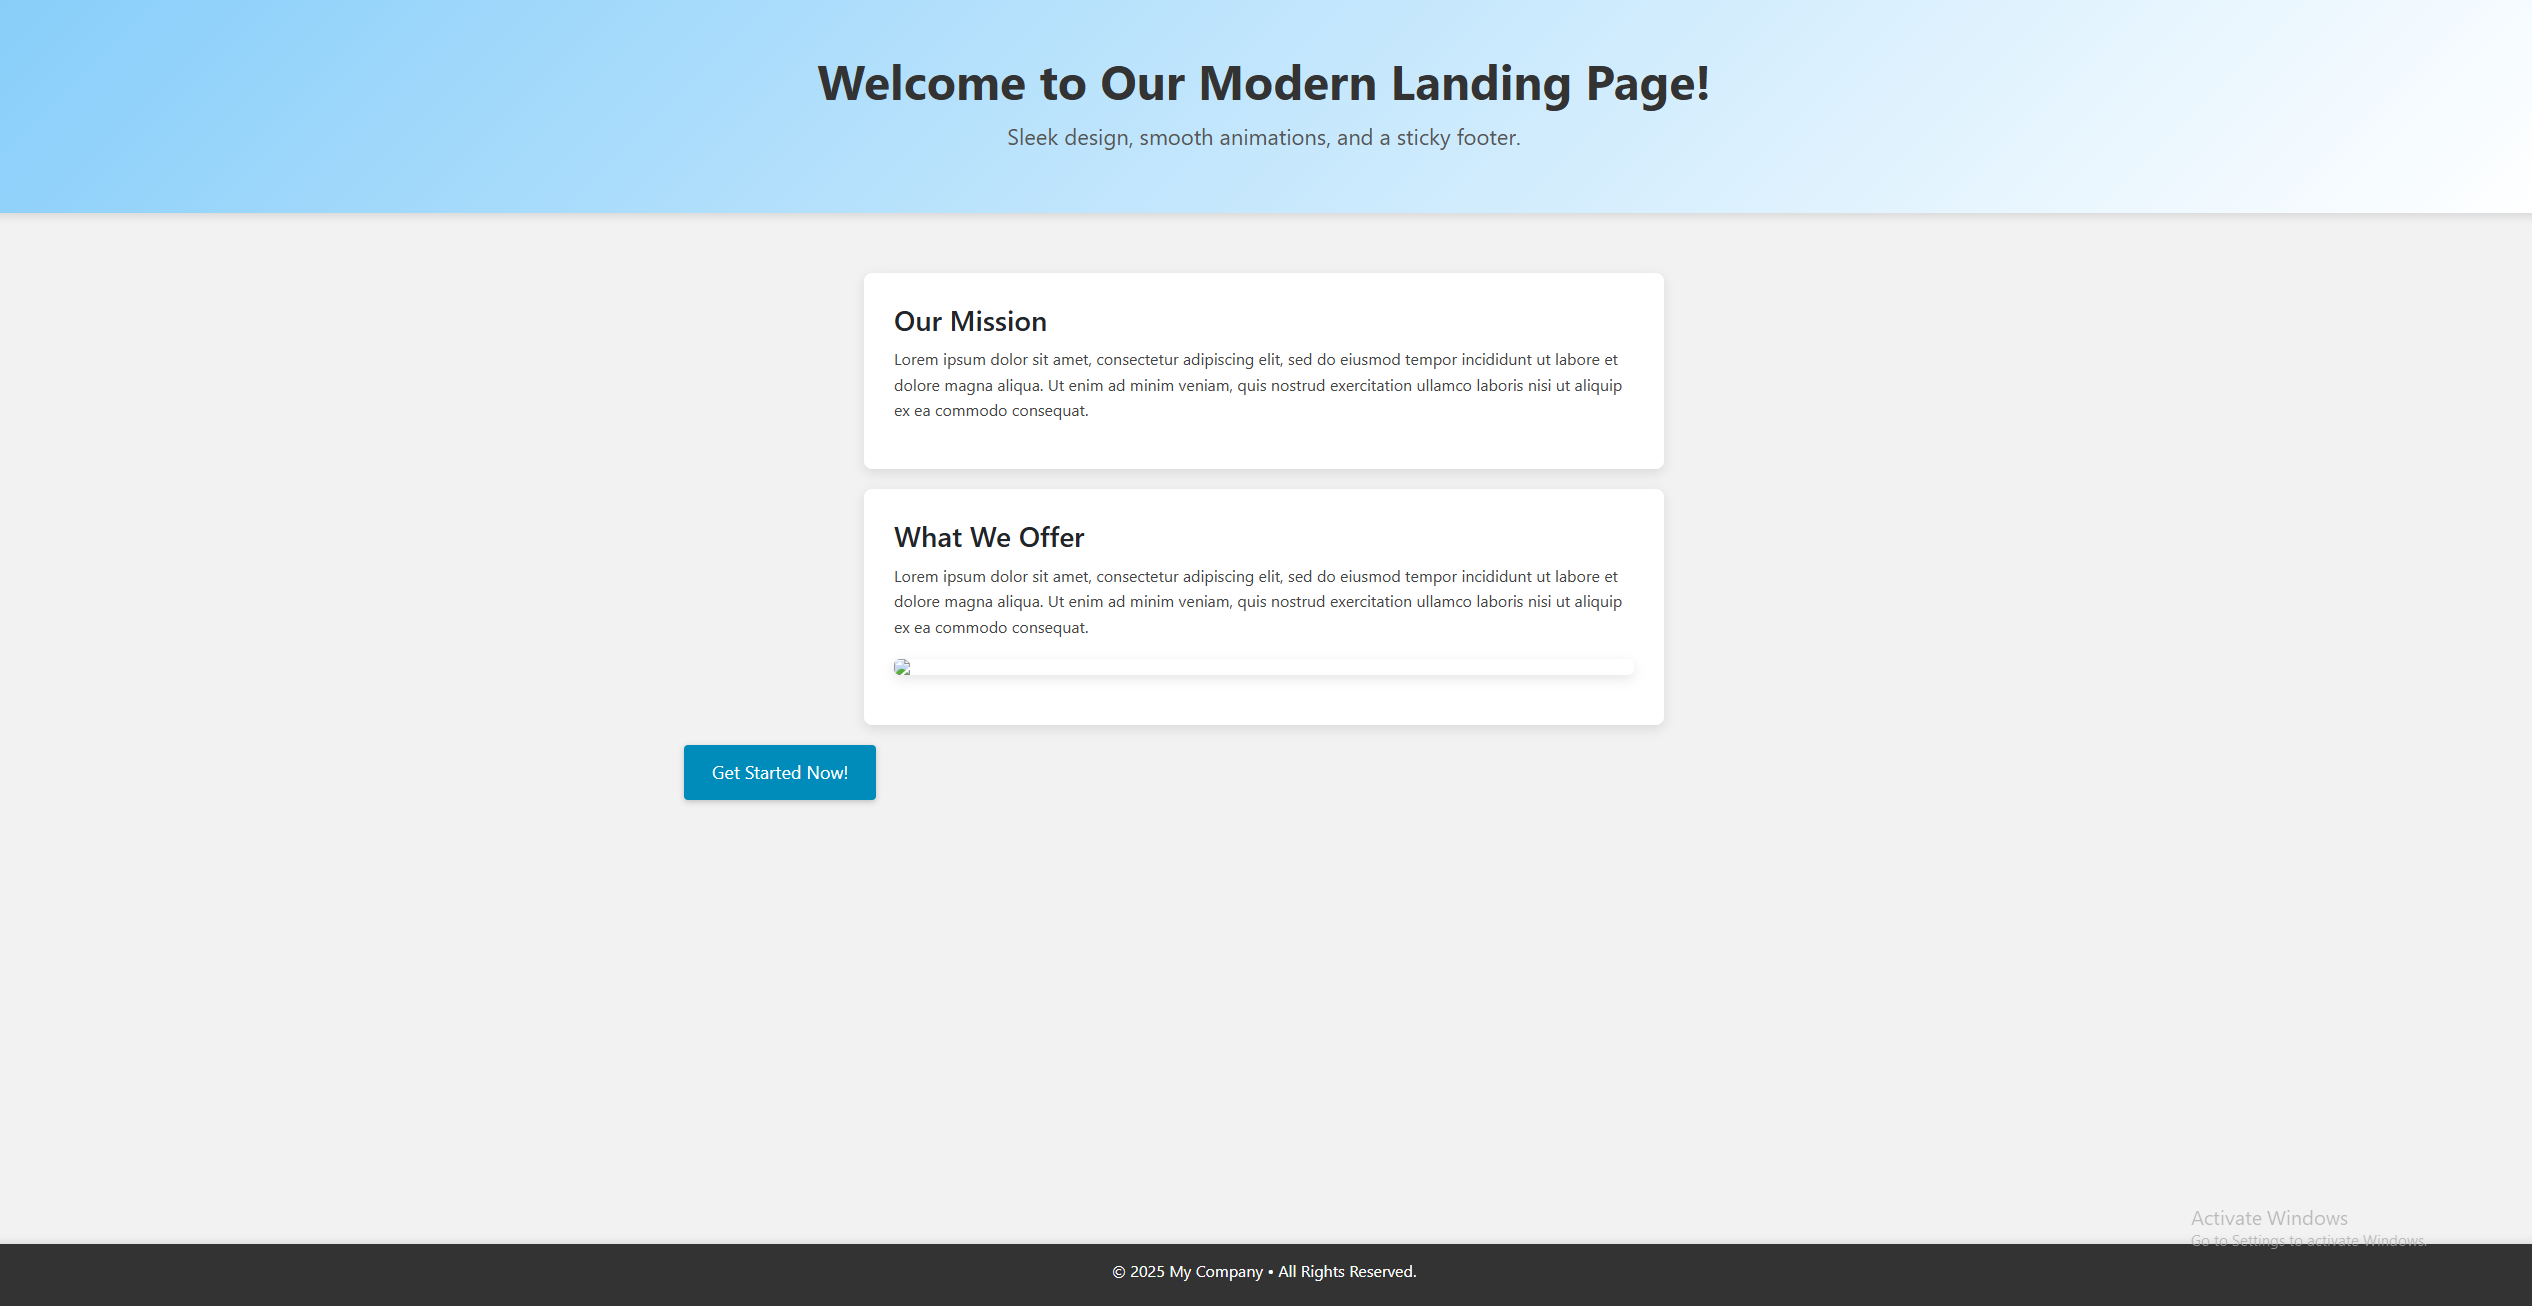 Welcome to Our Modern Landing Page!
Sleek design, smooth animations, and a sticky footer.
Our Mission
Lorem ipsum dolor sit amet, consectetur adipiscing elit, sed do eiusmod tempor incididunt ut labore et
dolore magna aliqua. Ut enim ad minim veniam, quis nostrud exercitation ullamco laboris nisi ut aliquip
ex ea commodo consequat.
What We Offer
Lorem ipsum dolor sit amet, consectetur adipiscing elit, sed do eiusmod tempor incididunt ut labore et
dolore magna aliqua. Ut enim ad minim veniam, quis nostrud exercitation ullamco laboris nisi ut aliquip
ex ea commodo consequat.
Get Started Now!
Activate Windows
Go to Settings to activate Windows.
© 2025 My Company • All Rights Reserved.